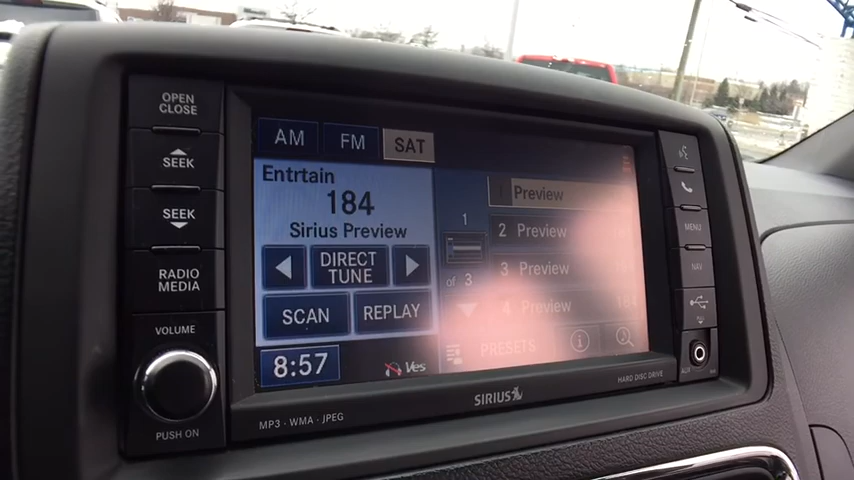 OPEN
CLOSE
SEEK
SEEK
RADIO
MEDIA
VOLUME
PUSH ON
AM FM SAT
Entrtain
184
Sirius Preview
DIRECT
TUNE
SCAN REPLAY
8:57
Ves
1
of 3
Preview
2 Preview
3 Preview
4 Preview 184
PRESETS
MENU
NAV
AUX
MP3 · WMA · JPEG
SIRIUS
HARD DISC DRIVE